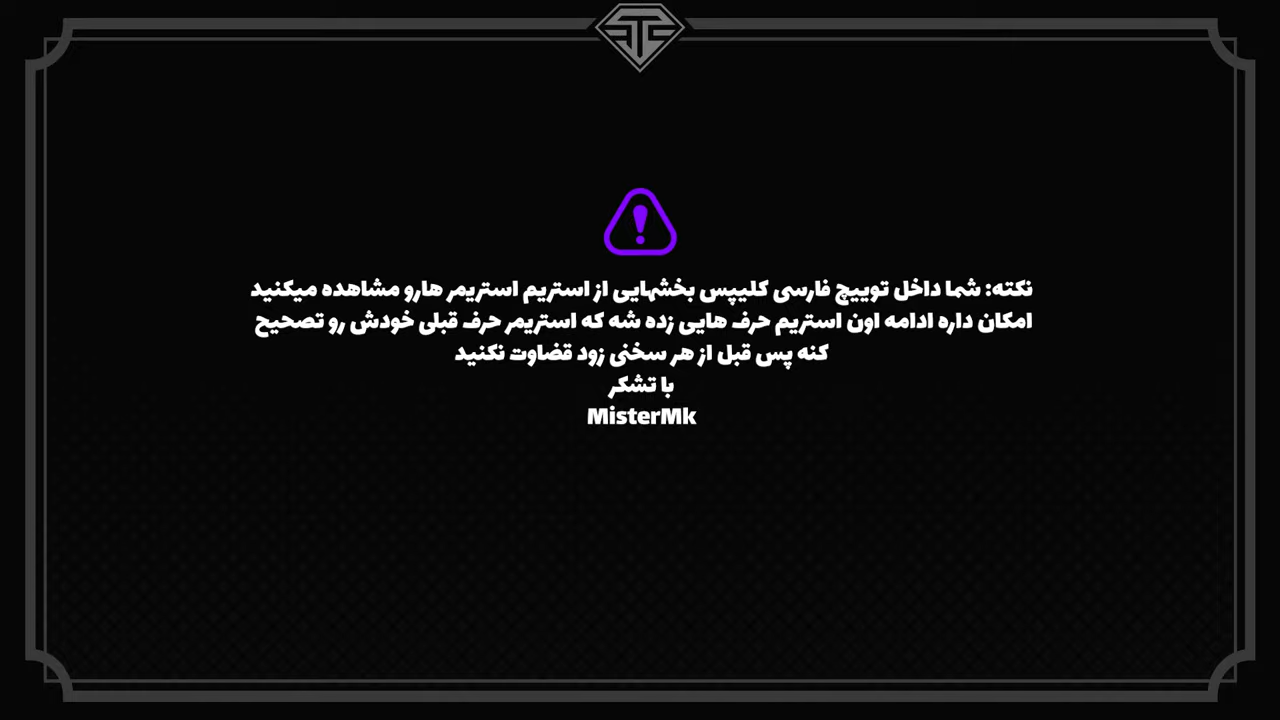 نکته: شما داخل توییچ فارسی کلیپس بخشهایی از استریم استریمر هارو مشاهده میکنید
امکان داره ادامه اون استریم حرف هایی زده شه که استریمر حرف قبلی خودش رو تصحیح
کنه پس قبل از هر سخنی زود قضاوت نکنید
با تشکر
MisterMk